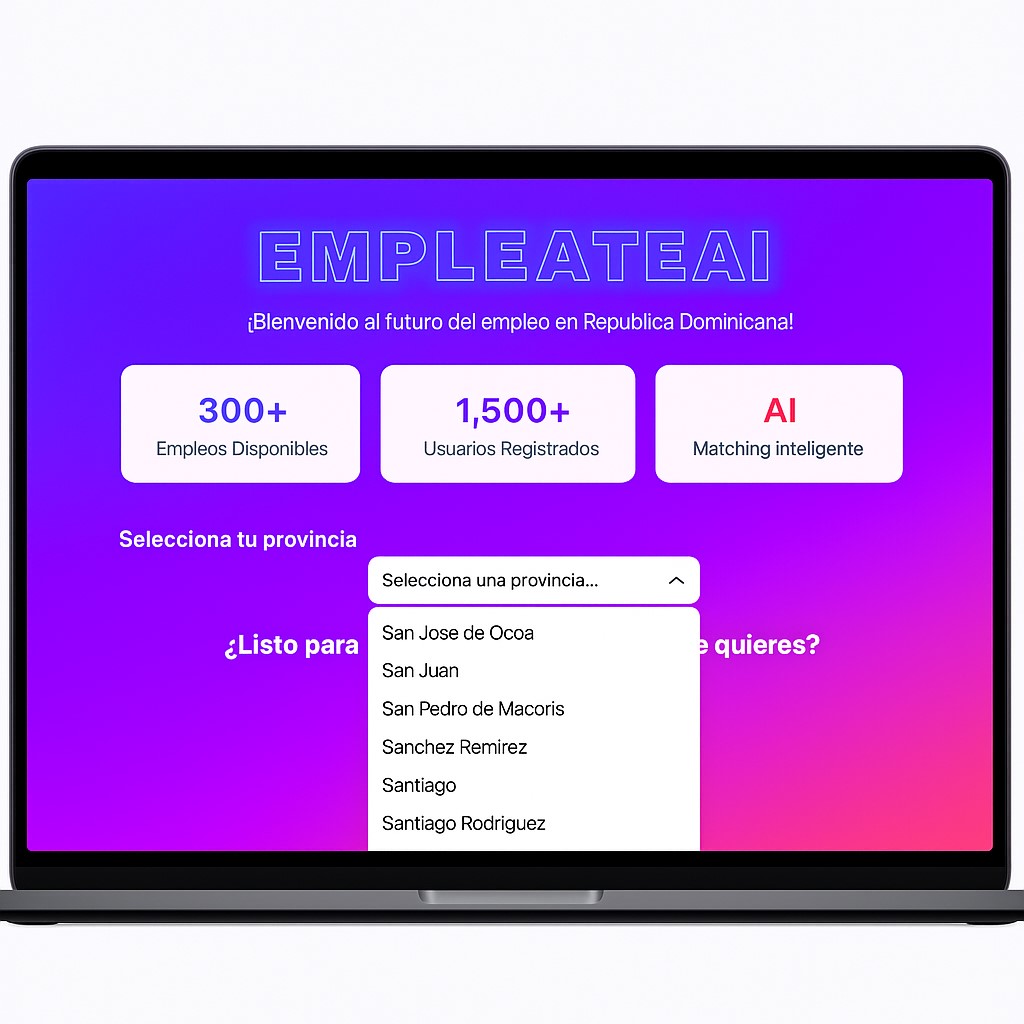 EMPLEATEAI
¡BIenvenido al futuro del empleo en Republica Dominicana!
300+
Empleos Disponibles
1,500+
Usuarios Registrados
AI
Matching inteligente
Selecciona tu provincia
Selecciona una provincia...
¿Listo para e quieres?
San Jose de Ocoa
San Juan
San Pedro de Macoris
Sanchez Remirez
Santiago
Santiago Rodriguez